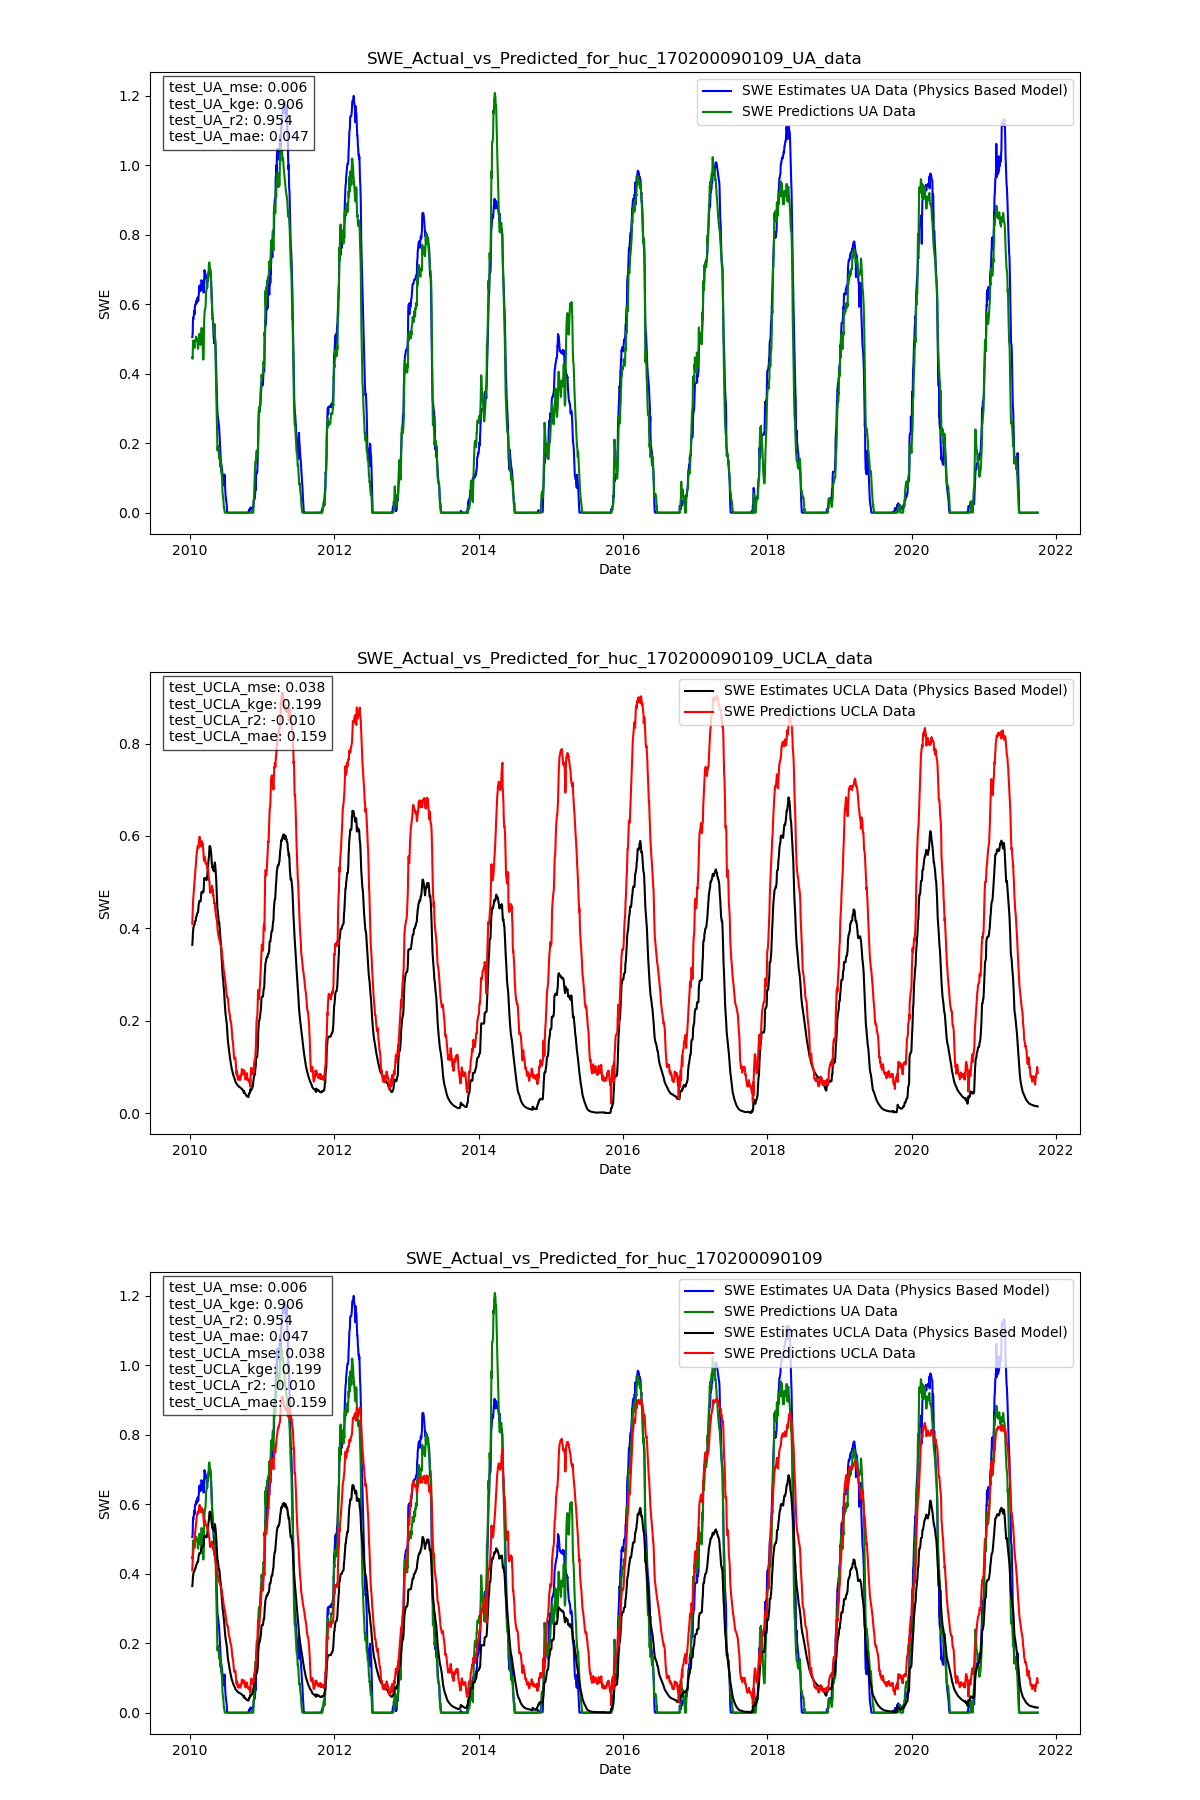 SWE_Actual_vs_Predicted_for_huc_170200090109_UA_data
test_UA_mse: 0.006
test_UA_kge: 0.906
test_UA_r2: 0.954
test_UA_mae: 0.047
SWE Estimates UA Data (Physics Based Model)
SWE Predictions UA Data
1.2
1.0
0.8
0.6
0.4
0.2
0.0
SWE
2010 2012 2014 2016 2018 2020 2022
Date
SWE_Actual_vs_Predicted_for_huc_170200090109_UCLA_data
test_UCLA_mse: 0.038
test_UCLA_kge: 0.199
test_UCLA_r2: -0.010
test_UCLA_mae: 0.159
SWE Estimates UCLA Data (Physics Based Model)
SWE Predictions UCLA Data
0.8
0.6
0.4
0.2
0.0
SWE
2010 2012 2014 2016 2018 2020 2022
Date
SWE_Actual_vs_Predicted_for_huc_170200090109
test_UA_mse: 0.006
test_UA_kge: 0.906
test_UA_r2: 0.954
test_UA_mae: 0.047
test_UCLA_mse: 0.038
test_UCLA_kge: 0.199
test_UCLA_r2: -0.010
test_UCLA_mae: 0.159
SWE Estimates UA Data (Physics Based Model)
SWE Predictions UA Data
SWE Estimates UCLA Data (Physics Based Model)
SWE Predictions UCLA Data
1.2
1.0
0.8
0.6
0.4
0.2
0.0
SWE
2010 2012 2014 2016 2018 2020 2022
Date